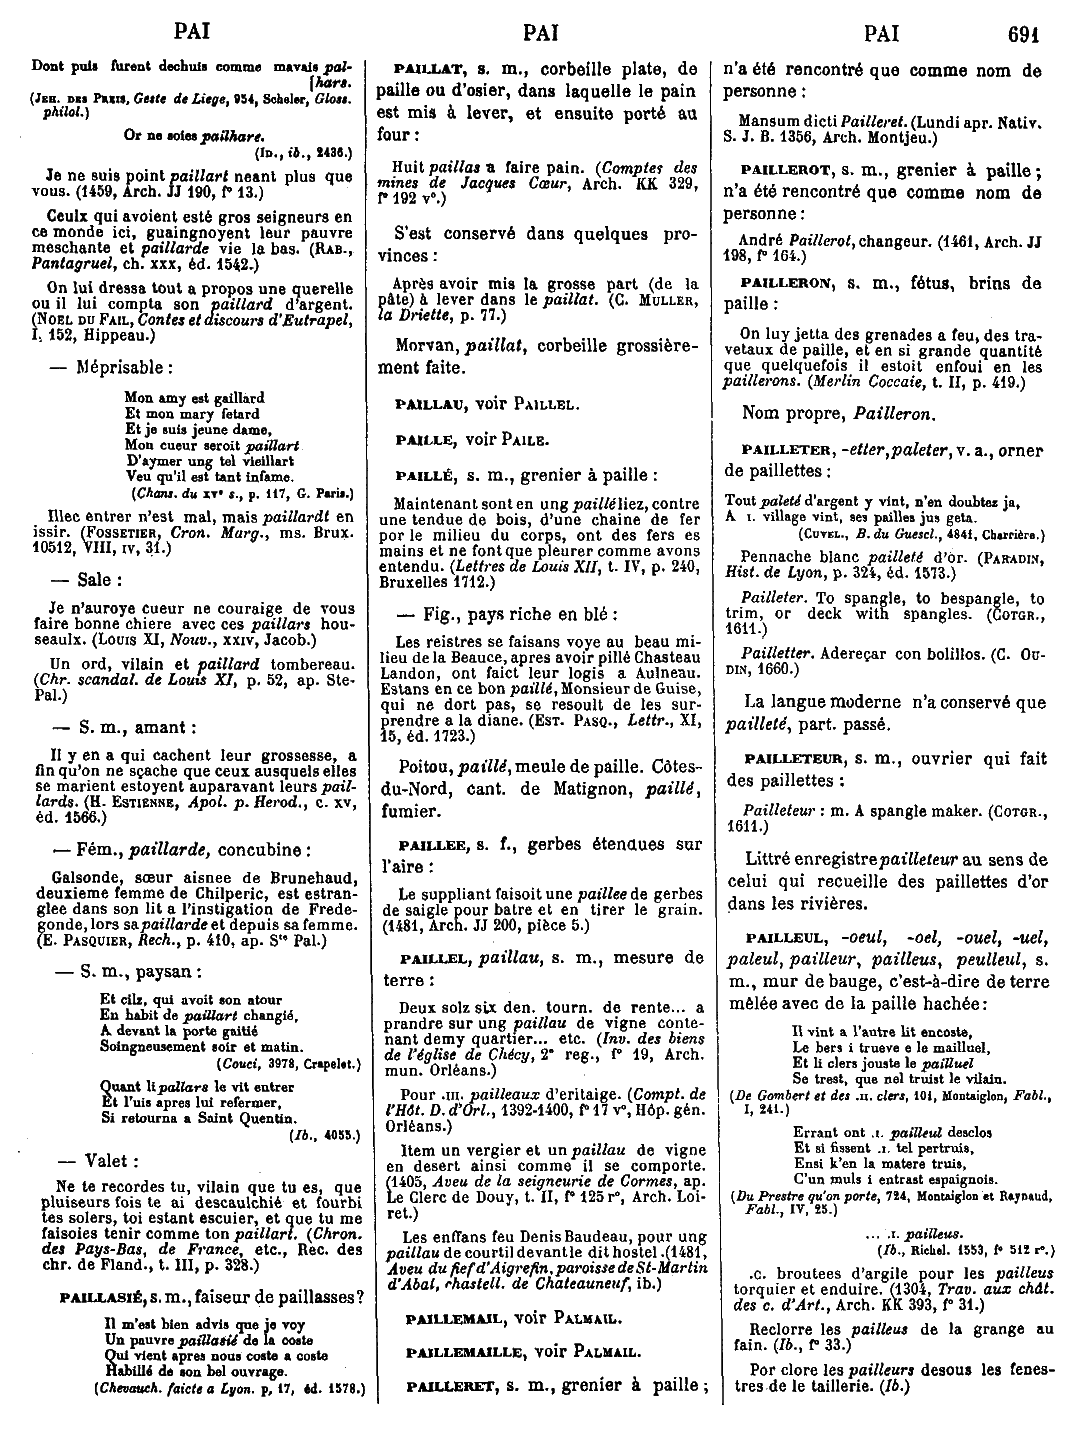 PAI
PAI
PAI
691
Dont puis furent dechuis comme mavais pal-
[hars.
(JEH. DES PREIS, Geste de Liege, 954, Scheler, Gloss.
philol.)
Or ne soies pailhare.
(ID., ib., 2436.)
Je ne suis point paillart neant plus que
vous. (1459, Arch. JJ 190, f° 13.)
Ceulx qui avoient esté gros seigneurs en
ce monde ici, guaingnoyent leur pauvre
meschante et paillarde vie la bas. (RAB.,
Pantagruel, ch. XXX, éd. 1542.)
On lui dressa tout a propos une querelle
ou il lui compta son paillard d'argent.
(NOEL DU FAIL, Contes et discours d'Eutrapel,
I, 152, Hippeau.)
— Méprisable :
Mon amy est gaillard
Et mon mary fetard
Et je suis jeune dame,
Mon cueur seroit paillart
D'aymer ung tel vieillart
Veu qu'il est tant infame.
(Chans. du XV° s., p. 117, G. Paris.)
Illec entrer n'est mal, mais paillardt en
issir. (FOSSETIER, Cron. Marg., ms. Brux.
10512, VIII, IV, 31.)
— Sale :
Je n'auroye cueur ne couraige de vous
faire bonne chiere avec ces paillars hou-
seaulx. (LOUIS XI, Nouv., XXIV, Jacob.)
Un ord, vilain et paillard tombereau.
(Chr. scandal. de Louis XI, p. 52, ap. Ste-
Pal.)
— S. m., amant :
Il y en a qui cachent leur grossesse, a
fin qu'on ne sçache que ceux ausquels elles
se marient estoyent auparavant leurs pail-
lards. (H. ESTIENNE, Apol. p. Herod., c. XV,
éd. 1566.)
— Fém., paillarde, concubine :
Galsonde, sœur aisnee de Brunehaud,
deuxieme femme de Chilperic, est estran-
glee dans son lit a l'instigation de Frede-
gonde, lors sa paillarde et depuis sa femme.
(E. PASQUIER, Rech., p. 410, ap. Ste Pal.)
— S. m., paysan :
Et cilz, qui avoit son atour
En habit de paillart changié,
A devant la porte gaitié
Soingneusement soir et matin.
(Couci, 3978, Crapelet.)
Quant li pallars le vit entrer
Et l'uis apres lui refermer,
Si retourna a Saint Quentin.
(Ib., 4055.)
— Valet :
Ne te recordes tu, vilain que tu es, que
pluiseurs fois te ai descaulchié et fourbi
tes solers, toi estant escuier, et que tu me
faisoies tenir comme ton paillart. (Chron.
des Pays-Bas, de France, etc., Rec. des
chr. de Fland., t. III, p. 328.)
PAILLASIÉ, s. m., faiseur de paillasses?
Il m'est bien advis que je voy
Un pauvre paillasié de la coste
Qui vient apres nous coste a coste
Habillé de son bel ouvrage.
(Chevauch. faicte a Lyon. p, 17, éd. 1578.)
PAILLAT, s. m., corbeille plate, de
paille ou d'osier, dans laquelle le pain
est mis à lever, et ensuite porté au
four :
Huit paillas a faire pain. (Comptes des
mines de Jacques Cœur, Arch. KK 329,
f° 192 v°.)
S'est conservé dans quelques pro-
vinces :
Après avoir mis la grosse part (de la
pâte) à lever dans le paillat. (C. MULLER,
la Driette, p. 77.)
Morvan, paillat, corbeille grossière-
ment faite.
PAILLAU, voir PAILLEL.
PAILLE, voir PAILE.
PAILLÉ, s. m., grenier à paille :
Maintenant sont en ung paillé liez, contre
une tendue de bois, d'une chaine de fer
por le milieu du corps, ont des fers es
mains et ne font que pleurer comme avons
entendu. (Lettres de Louis XII, t. IV, p. 240,
Bruxelles 1712.)
— Fig., pays riche en blé :
Les reistres se faisans voye au beau mi-
lieu de la Beauce, apres avoir pillé Chasteau
Landon, ont faict leur logis a Aulneau.
Estans en ce bon paillé, Monsieur de Guise,
qui ne dort pas, se resoult de les sur-
prendre a la diane. (EST. PASQ., Lettr., XI,
15, éd. 1723.)
Poitou, paillé, meule de paille. Côtes-
du-Nord, cant. de Matignon, paillé,
fumier.
PAILLEE, s. f., gerbes étendues sur
l'aire :
Le suppliant faisoit une paillee de gerbes
de saigle pour batre et en tirer le grain.
(1481, Arch. JJ 200, pièce 5.)
PAILLEL, paillau, s. m., mesure de
terre :
Deux solz six den. tourn. de rente... a
prandre sur ung paillau de vigne conte-
nant demy quartier... etc. (Inv. des biens
de l'église de Chécy, 2° reg., f° 19, Arch.
mun. Orléans.)
Pour .III. pailleaux d'eritaige. (Compt. de
l'Hôt. D. d'Orl., 1392-1400, f° 17 v°, Hôp. gén.
Orléans.)
Item un vergier et un paillau de vigne
en desert ainsi comme il se comporte.
(1405, Aveu de la seigneurie de Cormes, ap.
Le Clerc de Douy, t. II, f° 125 r°, Arch. Loi-
ret.)
Les enffans feu Denis Baudeau, pour ung
paillau de courtil devant le dit hostel .(1481,
Aveu du fief d'Aigrefin, paroisse de St-Martin
d'Abal, chastell. de Chateauneuf, ib.)
PAILLEMAIL, voir PALMAIL.
PAILLEMAILLE, voir PALMAIL.
PAILLERET, s. m., grenier à paille ;
n'a été rencontré que comme nom de
personne :
Mansum dicti Pailleret. (Lundi apr. Nativ.
S. J. B. 1356, Arch. Montjeu.)
PAILLEROT, s. m., grenier à paille ;
n'a été rencontré que comme nom de
personne :
André Paillerot, changeur. (1461, Arch. JJ
198, f° 164.)
PAILLERON, s. m., fétus, brins de
paille :
On luy jetta des grenades a feu, des tra-
vetaux de paille, et en si grande quantité
que quelquefois il estoit enfoui en les
paillerons. (Merlin Coccaie, t. II, p. 419.)
Nom propre, Pailleron.
PAILLETER, -etter, paleter, v. a., orner
de paillettes :
Tout paleté d'argent y vint, n'en doubtez ja,
A I. village vint, ses pailles jus geta.
(CUVEL., B. du Guescl., 4841, Charrière.)
Pennache blanc pailleté d'or. (PARADIN,
Hist. de Lyon, p. 324, éd. 1573.)
Pailleter. To spangle, to bespangle, to
trim, or deck with spangles. (COTGR.,
1611.)
Pailletter. Adereçar con bolillos. (C. OU-
DIN, 1660.)
La langue moderne n'a conservé que
pailleté, part. passé.
PAILLETEUR, s. m., ouvrier qui fait
des paillettes :
Pailleteur : m. A spangle maker. (COTGR.,
1611.)
Littré enregistre pailleteur au sens de
celui qui recueille des paillettes d'or
dans les rivières.
PAILLEUL, -oeul, -oel, -ouel, -uel,
paleul, pailleur, pailleus, peulleul, s.
m., mur de bauge, c'est-à-dire de terre
mêlée avec de la paille hachée :
Il vint a l'autre lit encoste,
Le bers i trueve e le mailluel,
Et li clers jouste le pailluel
Se trest, que nel truist le vilain.
(De Gombert et des .II. clers, 101, Montaiglon, Fabl.,
I, 241.)
Errant ont .I. pailleul desclos
Et si fissent .I. tel pertruis,
Ensi k'en la matere truis,
C'un muls i entrast espaignois.
(Du Prestre qu'on porte, 724, Montaiglon et Raynaud,
Fabl., IV, 25.)
... .I. pailleus.
(Ib., Richel. 1553, f° 512 r°.)
.C. broutees d'argile pour les pailleus
torquier et enduire. (1304, Trav. aux chât.
des c. d'Art., Arch. KK 393, f° 31.)
Reclorre les pailleus de la grange au
fain. (Ib., f° 33.)
Por clore les pailleurs desous les fenes-
tres de le taillerie. (Ib.)